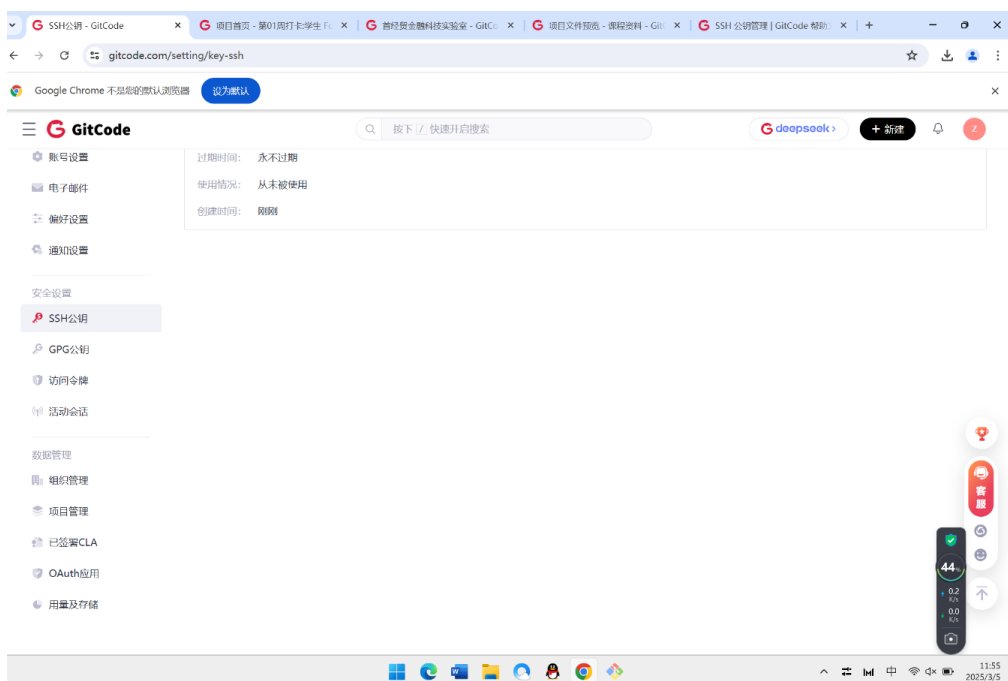 SSH公钥 - GitCode
项目首页 - 第01周打卡:学生 Fo
首经贸金融科技实验室 - GitCo
项目文件预览 - 课程资料 - Git
SSH 公钥管理 | GitCode 帮助
gitcode.com/setting/key-ssh
Google Chrome 不是您的默认浏览器 设为默认
GitCode
按下 / 快速开启搜索
deepseek
+ 新建
Z
账号设置
过期时间: 永不过期
电子邮件
使用情况: 从未被使用
偏好设置
创建时间: 刚刚
通知设置
安全设置
SSH公钥
GPG公钥
访问令牌
活动会话
数据管理
组织管理
项目管理
已签署CLA
OAuth应用
用量及存储
客服
44%
0.2
K/s
0.0
K/s
中
11:55
2025/3/5